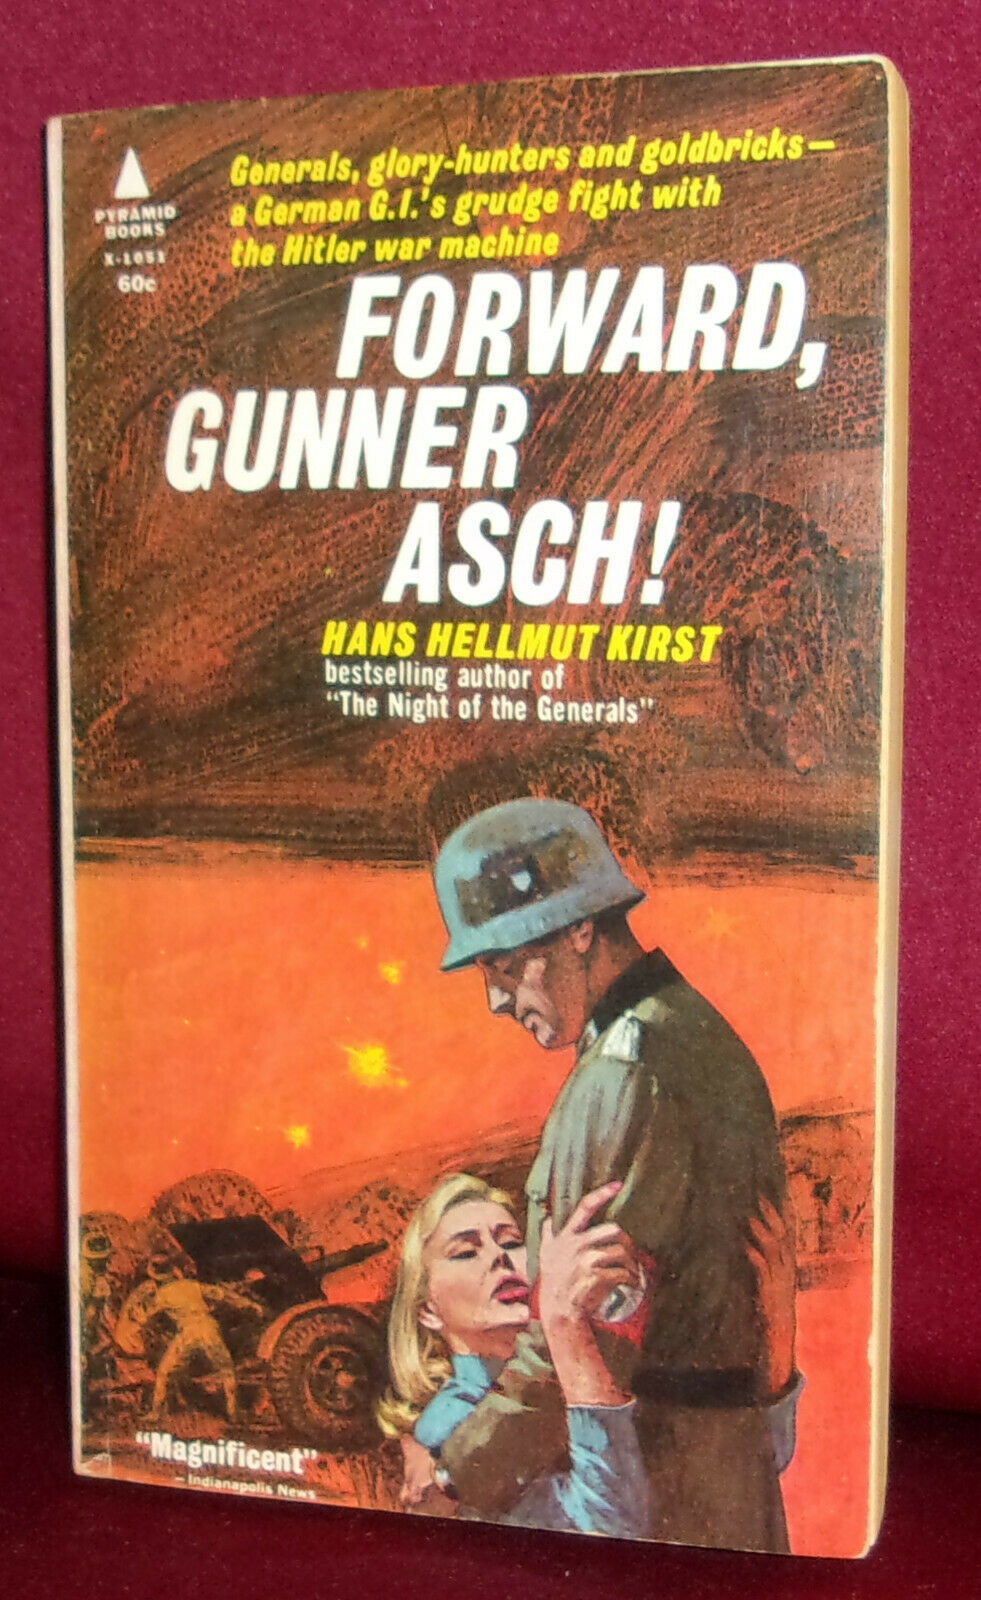 PYRAMID
BOOKS
X-1051
60c
Generals, glory-hunters and goldbricks—
a German G.I.'s grudge fight with
the Hitler war machine
FORWARD,
GUNNER
ASCH!
HANS HELLMUT KIRST
bestselling author of
"The Night of the Generals"
"Magnificent"
— Indianapolis News